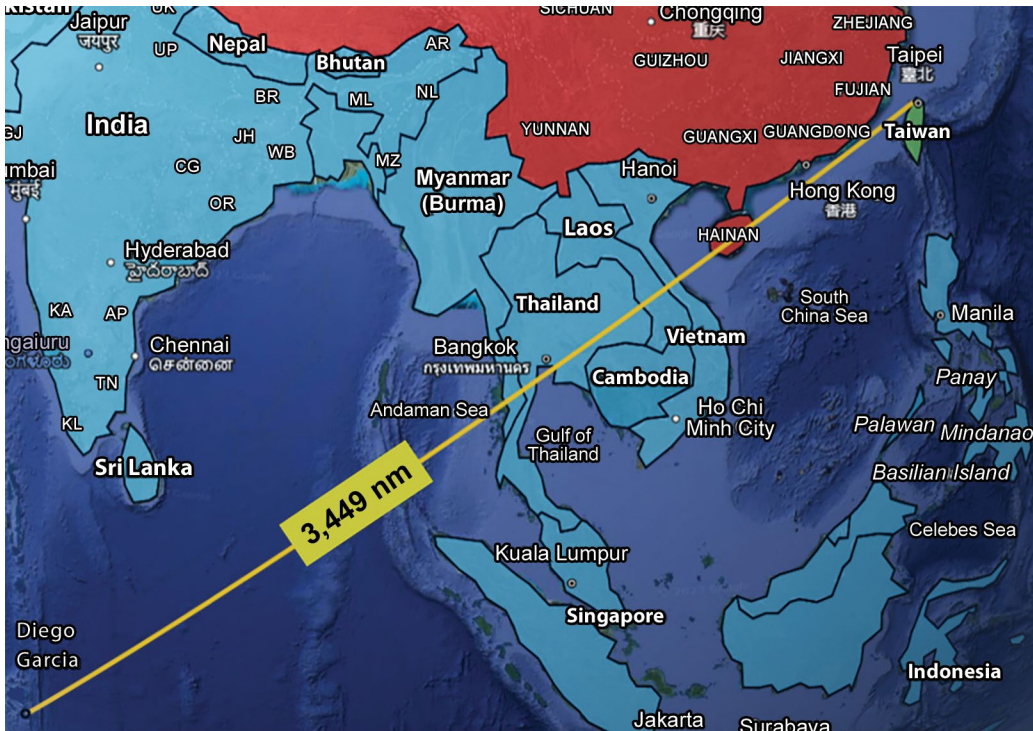 kistan
UK
SICHUAN
Chongqing
重庆
ZHEJIANG
Jaipur
जयपुर
UP
Nepal
AR
GUIZHOU
JIANGXI
Taipei
臺北
Bhutan
BR
ML
NL
FUJIAN
India
GJ
JH
WB
YUNNAN
GUANGXI
GUANGDONG
Taiwan
CG
MZ
Hanoi
umbai
मुंबई
Myanmar
(Burma)
Hong Kong
香港
OR
Laos
HAINAN
Hyderabad
హైదరాబాద్
KA
AP
Thailand
South
China Sea
Manila
ngaluru
Chennai
சென்னை
Bangkok
กรุงเทพมหานคร
Vietnam
Cambodia
Panay
TN
KL
Andaman Sea
Ho Chi
Minh City
Palawan
Mindanao
Gulf of
Thailand
Sri Lanka
Basilian Island
3,449 nm
Celebes Sea
Kuala Lumpur
Singapore
Diego
Garcia
Indonesia
Jakarta
Surabaya